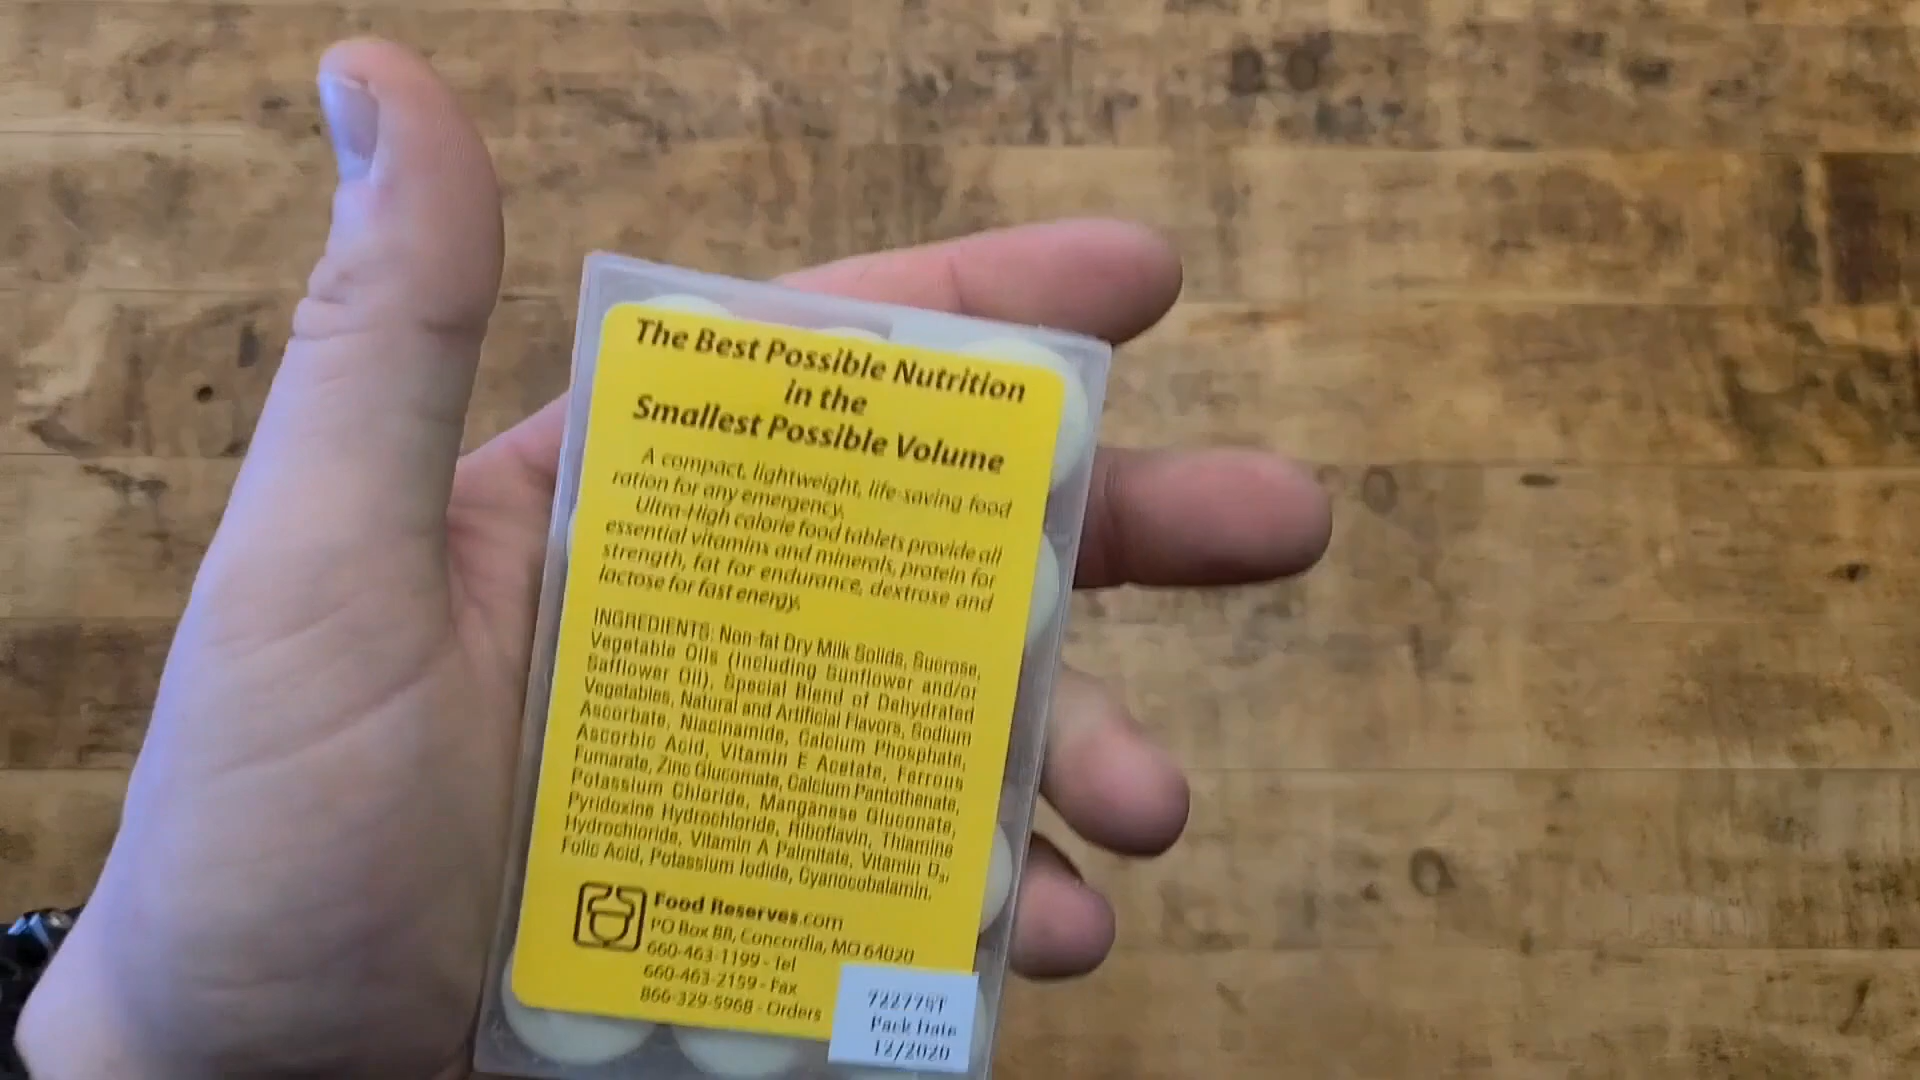 The Best Possible Nutrition
in the
Smallest Possible Volume
A compact, lightweight, life-saving food
ration for any emergency.
Ultra-High calorie food tablets provide all
essential vitamins and minerals, protein for
strength, fat for endurance, dextrose and
lactose for fast energy.
INGREDIENTS: Non-fat Dry Milk Solids, Sucrose,
Vegetable Oils (Including Sunflower and/or
Safflower Oil), Special Blend of Dehydrated
Vegetables, Natural and Artificial Flavors, Sodium
Ascorbate, Niacinamide, Calcium Phosphate,
Ascorbic Acid, Vitamin E Acetate, Ferrous
Fumarate, Zinc Gluconate, Calcium Pantothenate,
Potassium Chloride, Manganese Gluconate,
Pyridoxine Hydrochloride, Riboflavin, Thiamine
Hydrochloride, Vitamin A Palmitate, Vitamin D3,
Folic Acid, Potassium Iodide, Cyanocobalamin.
Food Reserves.com
PO Box 88, Concordia, MO 64020
660-463-1199 - Tel
660-463-2159 - Fax
866-329-5968 - Orders
Pack Date
12/2020